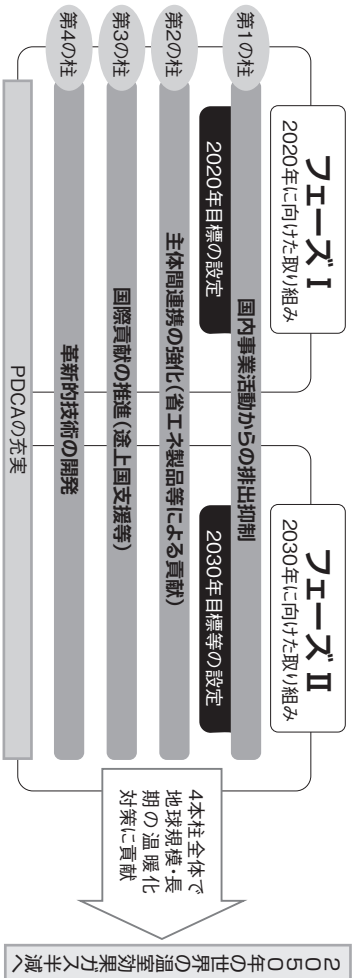 フェーズ I
2020年に向けた取り組み
フェーズ II
2030年に向けた取り組み
第1の柱
国内事業活動からの排出抑制
2020年目標の設定
2030年目標等の設定
第2の柱
主体間連携の強化(省エネ製品等による貢献)
第3の柱
国際貢献の推進(途上国支援等)
第4の柱
革新的技術の開発
PDCAの充実
4本柱全体で
地球規模・長
期の温暖化
対策に貢献
2050年の世界の温室効果ガス半減へ